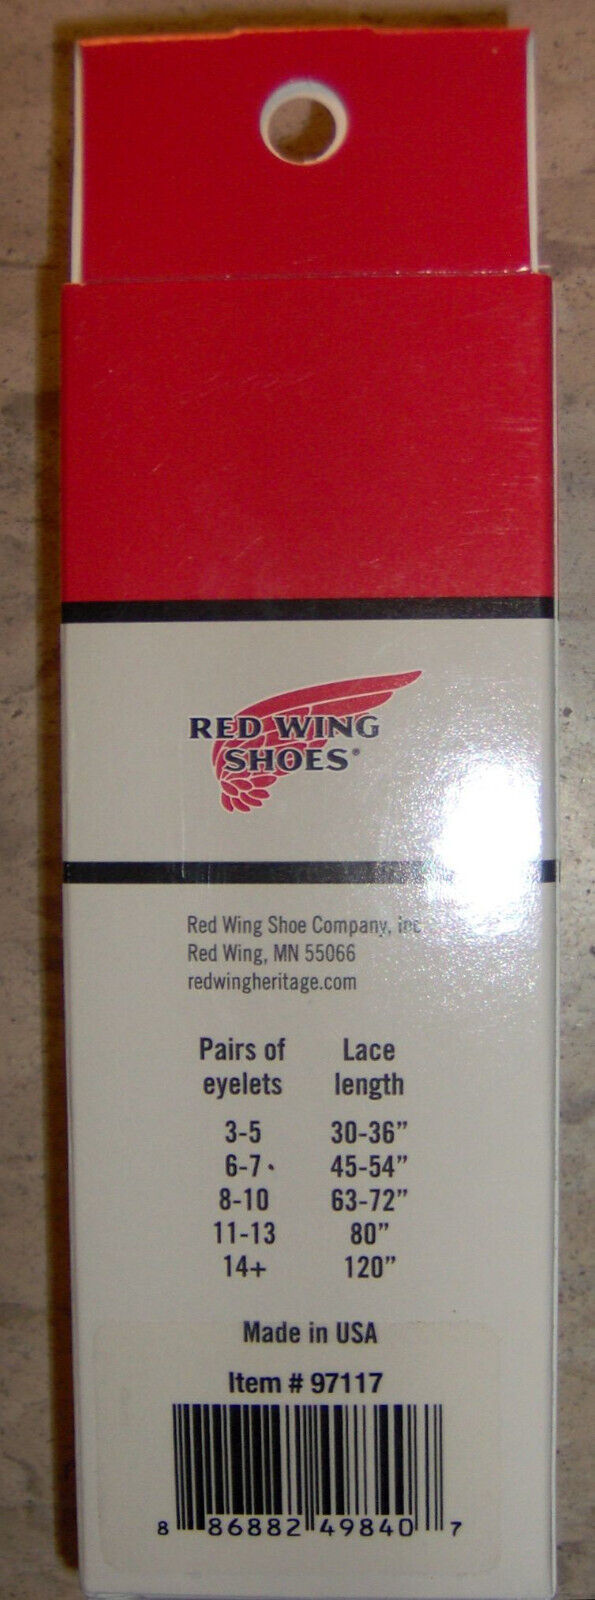 RED WING
SHOES®
Red Wing Shoe Company, inc
Red Wing, MN 55066
redwingheritage.com
Pairs of eyelets Lace length
3-5 30-36”
6-7 45-54”
8-10 63-72”
11-13 80”
14+ 120”
Made in USA
Item # 97117
8 86882 49840 7